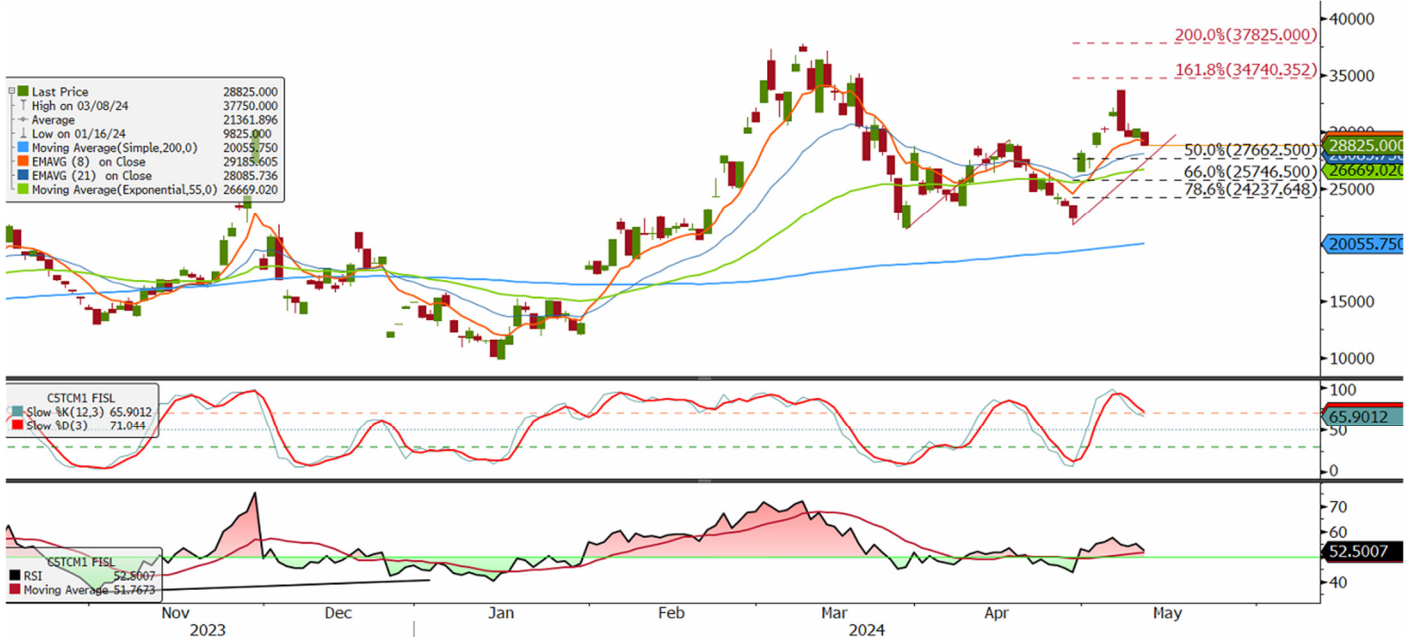 Last Price 28825.000
High on 03/08/24 37750.000
Average 21361.896
Low on 01/16/24 9825.000
Moving Average(Simple,200,0) 20055.750
EMAVG (8) on Close 29185.605
EMAVG (21) on Close 28085.736
Moving Average(Exponential,55,0) 26669.020
200.0%(37825.000)
161.8%(34740.352)
50.0%(27662.500)
66.0%(25746.500)
78.6%(24237.648)
40000
35000
30000
28825.000
26669.020
25000
20055.750
15000
10000
C5TCM1 FISL
Slow %K(12,3) 65.9012
Slow %D(3) 71.044
100
65.9012
50
0
C5TCM1 FISL
RSI 52.5007
Moving Average 51.7673
70
60
52.5007
40
Nov Dec Jan Feb Mar Apr May
2023 2024